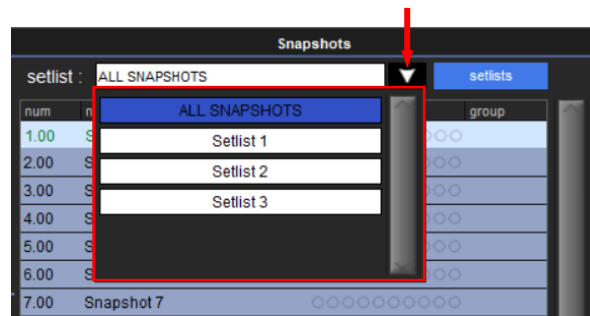 Snapshots
setlist : ALL SNAPSHOTS setlists
num group
ALL SNAPSHOTS
1.00
Setlist 1
2.00
Setlist 2
3.00
Setlist 3
4.00
5.00
6.00
7.00 Snapshot 7